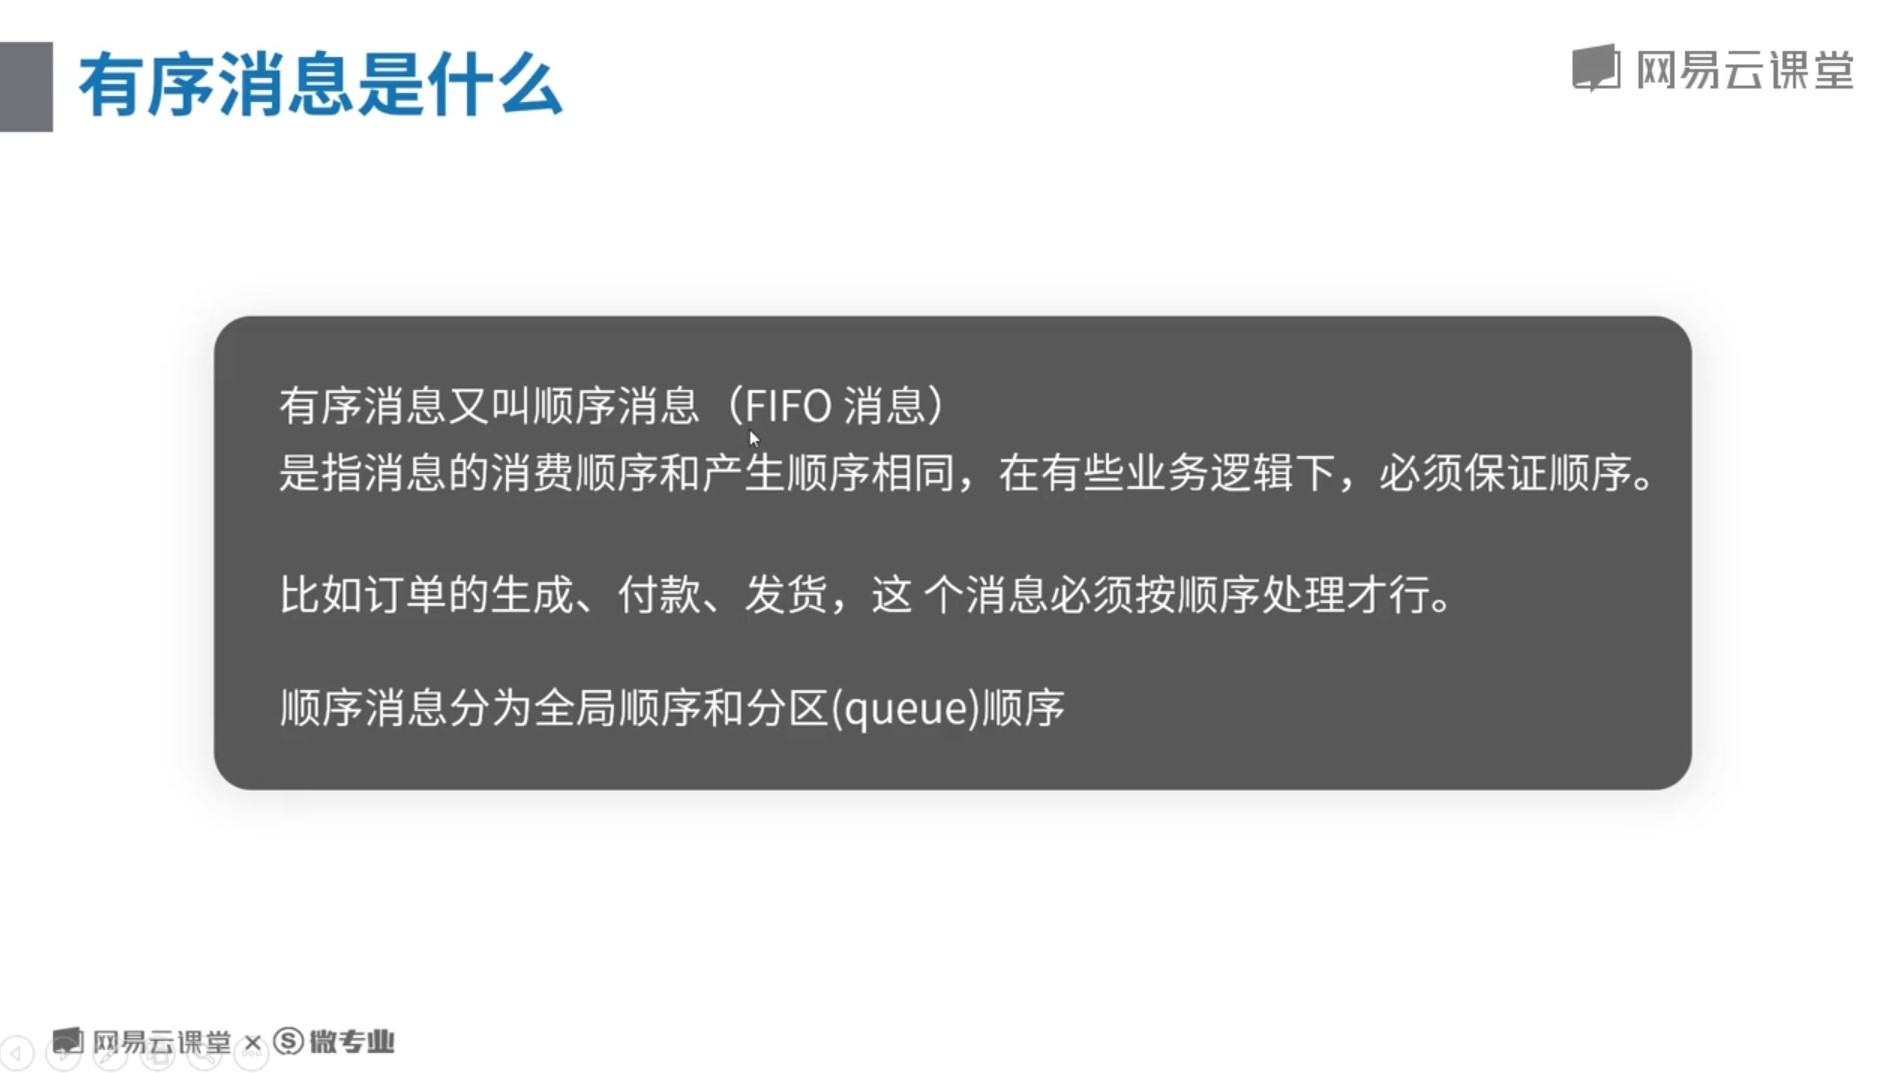 有序消息是什么
网易云课堂
有序消息又叫顺序消息（FIFO 消息）
是指消息的消费顺序和产生顺序相同，在有些业务逻辑下，必须保证顺序。
比如订单的生成、付款、发货，这 个消息必须按顺序处理才行。
顺序消息分为全局顺序和分区(queue)顺序
网易云课堂 × 微专业